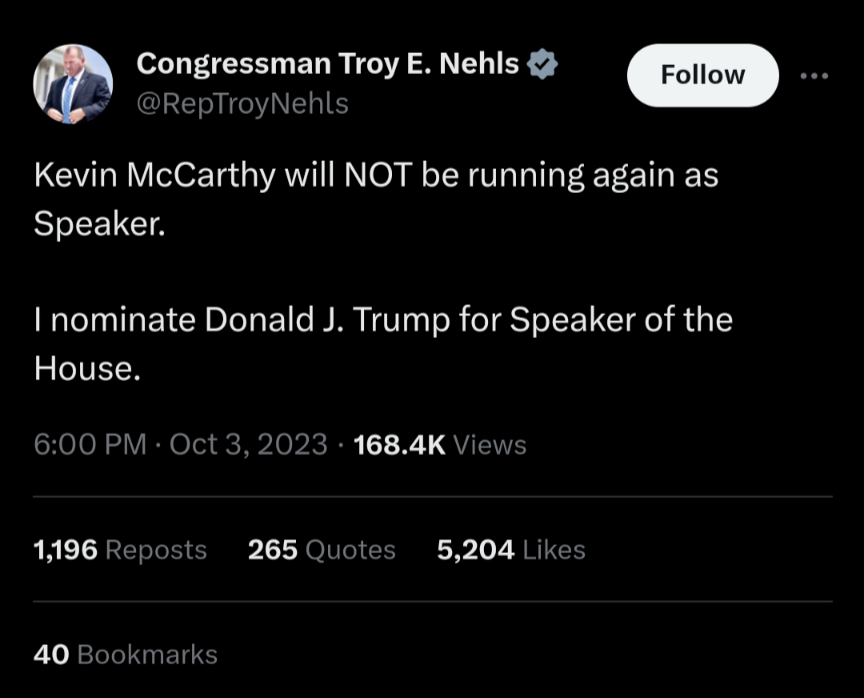 Congressman Troy E. Nehls
@RepTroyNehls
Follow
Kevin McCarthy will NOT be running again as
Speaker.
I nominate Donald J. Trump for Speaker of the
House.
6:00 PM · Oct 3, 2023 · 168.4K Views
1,196 Reposts 265 Quotes 5,204 Likes
40 Bookmarks